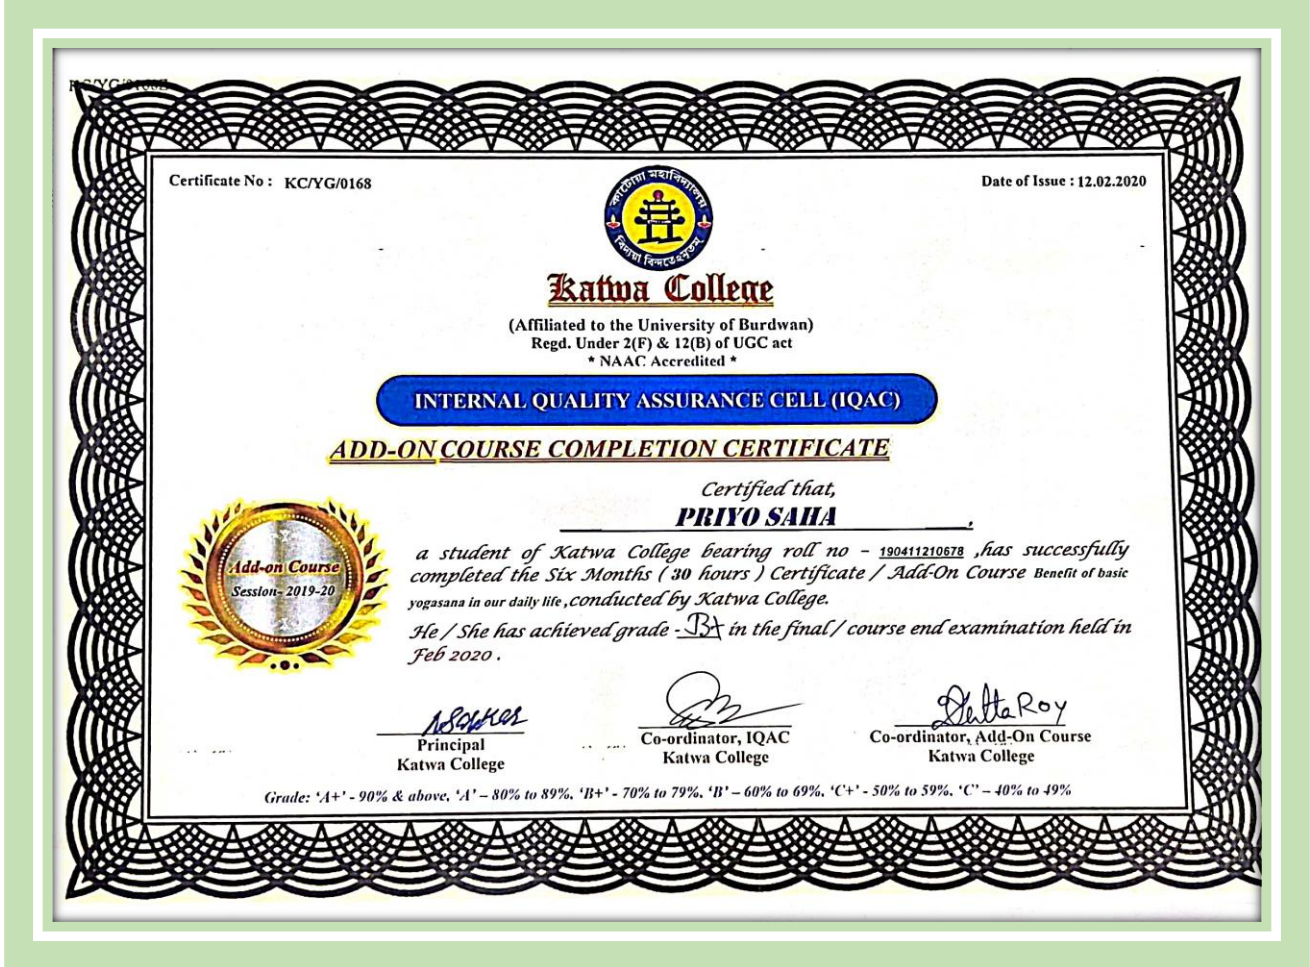 Certificate No : KC/YG/0168
Date of Issue : 12.02.2020
কাটোয়া মহাবিদ্যালয়
Katwa College
(Affiliated to the University of Burdwan)
Regd. Under 2(F) & 12(B) of UGC act
* NAAC Accredited *
INTERNAL QUALITY ASSURANCE CELL (IQAC)
ADD-ON COURSE COMPLETION CERTIFICATE
Certified that,
PRIYO SAHA ,
Add-on Course
Session- 2019-20
a student of Katwa College bearing roll no - 190411210678 ,has successfully
completed the Six Months ( 30 hours ) Certificate / Add-On Course Benefit of basic
yogasana in our daily life, conducted by Katwa College.
He / She has achieved grade - B+ in the final / course end examination held in
Feb 2020 .
Dutta Roy
Principal
Katwa College
Co-ordinator, IQAC
Katwa College
Co-ordinator, Add-On Course
Katwa College
Grade: 'A+' - 90% & above, 'A' – 80% to 89%, 'B+' - 70% to 79%, 'B' – 60% to 69%, 'C+' - 50% to 59%, 'C' – 40% to 49%